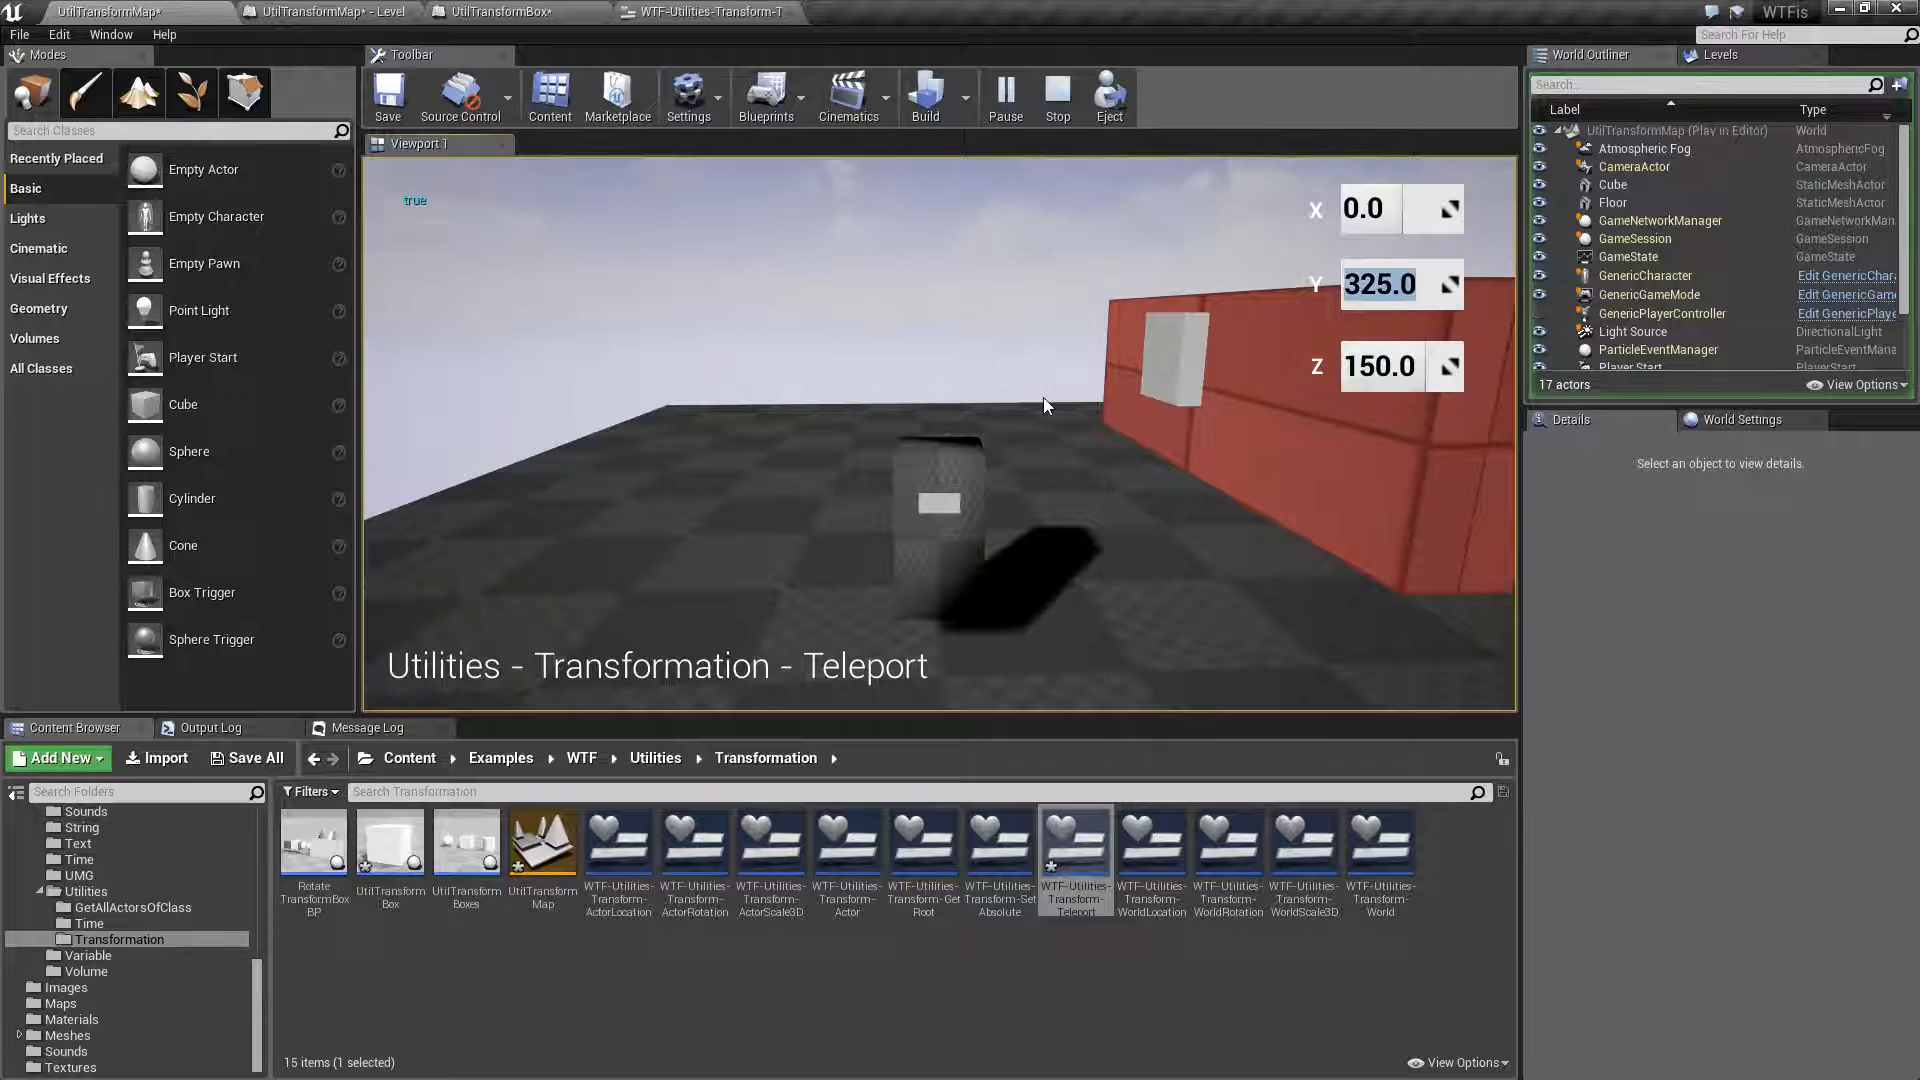 UtilTransformMap*
UtilTransformMap* - Level
UtilTransformBox*
WTF-Utilities-Transform-T
WTFis
File
Edit
Window
Help
Search For Help
Modes
Toolbar
World Outliner
Levels
Save
Source Control
Content
Marketplace
Settings
Blueprints
Cinematics
Build
Pause
Stop
Eject
Search...
Label
Type
Search Classes
Viewport 1
Recently Placed
Basic
Lights
Cinematic
Visual Effects
Geometry
Volumes
All Classes
Empty Actor
Empty Character
Empty Pawn
Point Light
Player Start
Cube
Sphere
Cylinder
Cone
Box Trigger
Sphere Trigger
true
X 0.0
Y 325.0
Z 150.0
Utilities - Transformation - Teleport
UtilTransformMap (Play in Editor) World
Atmospheric Fog AtmosphericFog
CameraActor CameraActor
Cube StaticMeshActor
Floor StaticMeshActor
GameNetworkManager GameNetworkMan
GameSession GameSession
GameState GameState
GenericCharacter Edit GenericChar
GenericGameMode Edit GenericGam
GenericPlayerController Edit GenericPlaye
Light Source DirectionalLight
ParticleEventManager ParticleEventMana
Player Start PlayerStart
17 actors
View Options
Details
World Settings
Select an object to view details.
Content Browser
Output Log
Message Log
Add New
Import
Save All
Content
Examples
WTF
Utilities
Transformation
Search Folders
Filters
Search Transformation
Sounds
String
Text
Time
UMG
Utilities
GetAllActorsOfClass
Time
Transformation
Variable
Volume
Images
Maps
Materials
Meshes
Sounds
Textures
Rotate
TransformBox
BP
UtilTransform
Box
UtilTransform
Boxes
UtilTransform
Map
WTF-Utilities-
Transform-
ActorLocation
WTF-Utilities-
Transform-
ActorRotation
WTF-Utilities-
Transform-
ActorScale3D
WTF-Utilities-
Transform-
Actor
WTF-Utilities-
Transform-Get
Root
WTF-Utilities-
Transform-Set
Absolute
WTF-Utilities-
Transform-
Teleport
WTF-Utilities-
Transform-
WorldLocation
WTF-Utilities-
Transform-
WorldRotation
WTF-Utilities-
Transform-
WorldScale3D
WTF-Utilities-
Transform-
World
15 items (1 selected)
View Options